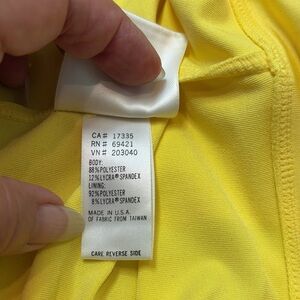 CA# 17335
RN# 69421
VN# 203040
BODY:
88%POLYESTER
12%LYCRA® SPANDEX
LINING:
92%POLYESTER
8%LYCRA® SPANDEX
MADE IN U.S.A.
OF FABRIC FROM TAIWAN
CARE REVERSE SIDE